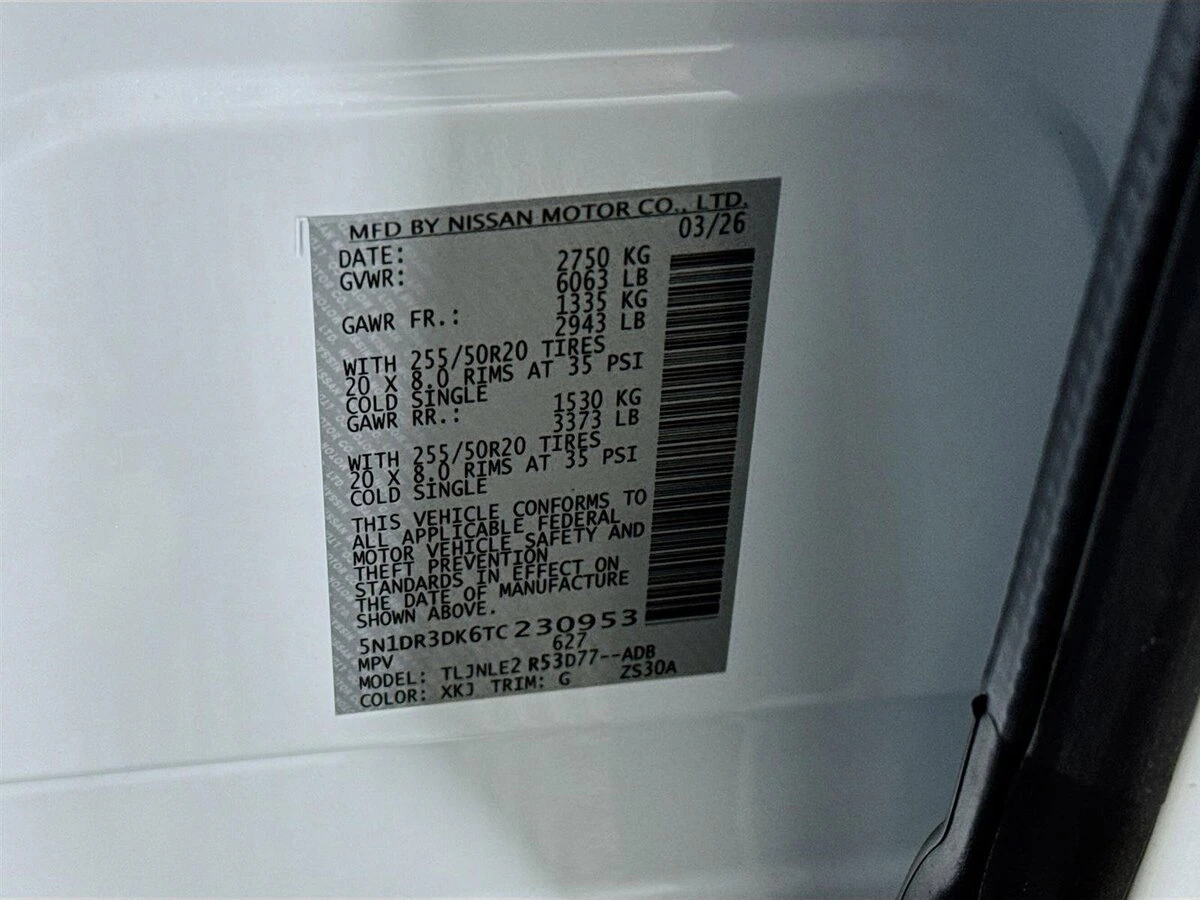 MFD BY NISSAN MOTOR CO., LTD.
DATE: 03/26
GVWR: 2750 KG
6063 LB
1335 KG
GAWR FR.: 2943 LB
WITH 255/50R20 TIRES
20 X 8.0 RIMS AT 35 PSI
COLD SINGLE
GAWR RR.: 1530 KG
3373 LB
WITH 255/50R20 TIRES
20 X 8.0 RIMS AT 35 PSI
COLD SINGLE
THIS VEHICLE CONFORMS TO
ALL APPLICABLE FEDERAL
MOTOR VEHICLE SAFETY AND
THEFT PREVENTION
STANDARDS IN EFFECT ON
THE DATE OF MANUFACTURE
SHOWN ABOVE.
5N1DR3DK6TC230953
MPV 627
MODEL: TLJNLE2 R53D77--ADB
COLOR: XKJ TRIM: G ZS30A